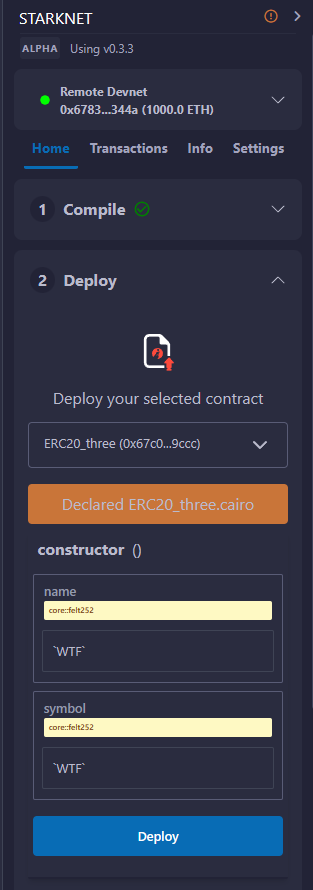 STARKNET
ALPHA Using v0.3.3
Remote Devnet
0x6783...344a (1000.0 ETH)
Home Transactions Info Settings
1 Compile
2 Deploy
Deploy your selected contract
ERC20_three (0x67c0...9ccc)
Declared ERC20_three.cairo
constructor ()
name
core::felt252
`WTF`
symbol
core::felt252
`WTF`
Deploy